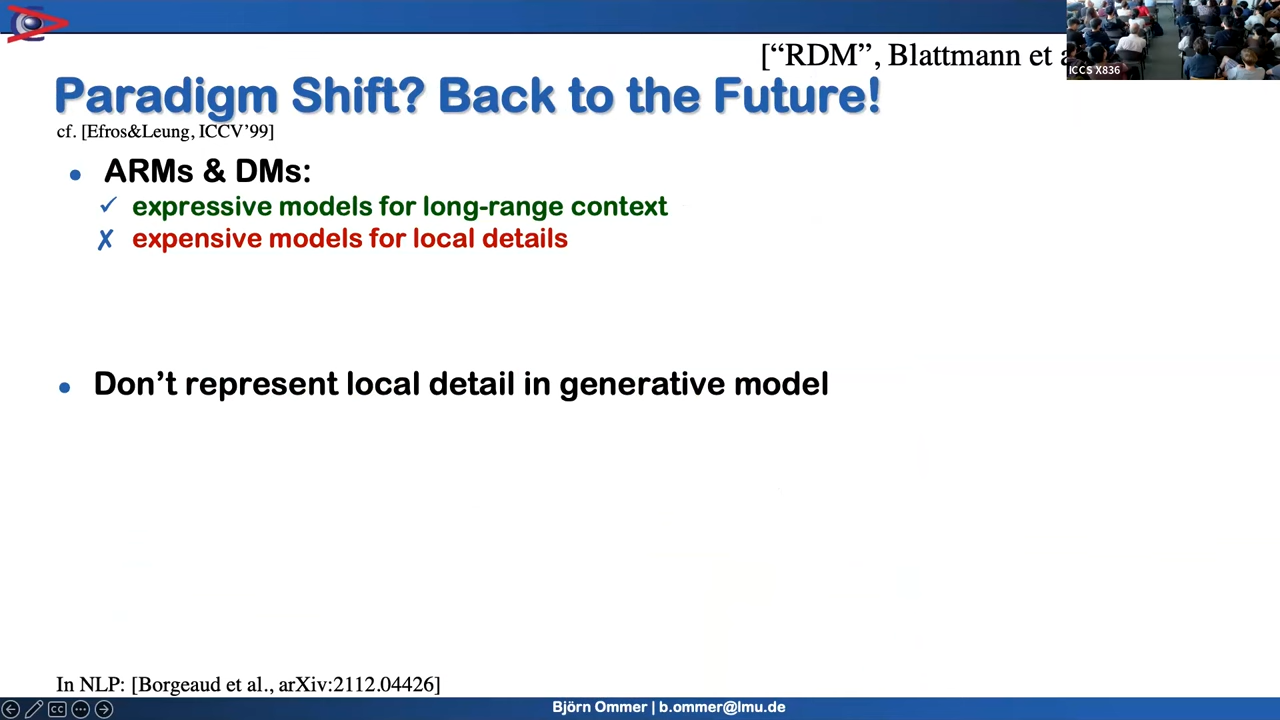 ["RDM", Blattmann et
ICCS X836
Paradigm Shift? Back to the Future!
cf. [Efros&Leung, ICCV'99]
• ARMs & DMs:
✓ expressive models for long-range context
✗ expensive models for local details
• Don't represent local detail in generative model
In NLP: [Borgeaud et al., arXiv:2112.04426]
CC
Björn Ommer | b.ommer@lmu.de